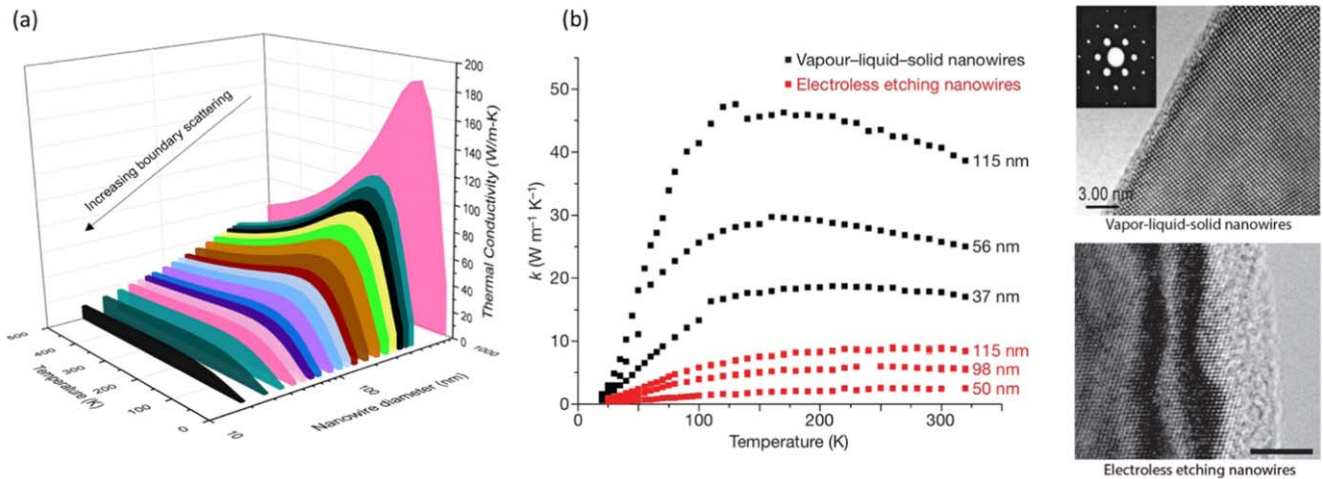 (a)
Increasing boundary scattering
200
180
160
140
120
100
80
60
40
20
0
Thermal Conductivity (W/m-K)
500
400
300
200
100
0
Temperature (K)
10
100
1000
Nanowire diameter (nm)
(b)
Vapour–liquid–solid nanowires
Electroless etching nanowires
50
40
30
20
10
0
k (W m⁻¹ K⁻¹)
115 nm
56 nm
37 nm
115 nm
98 nm
50 nm
0
100
200
300
Temperature (K)
3.00 nm
Vapor-liquid-solid nanowires
Electroless etching nanowires